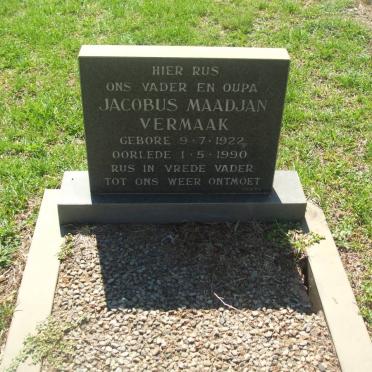 HIER RUS
ONS VADER EN OUPA
JACOBUS MAADJAN
VERMAAK
GEBORE 9·7·1922
OORLEDE 1·5·1990
RUS IN VREDE VADER
TOT ONS WEER ONTMOET